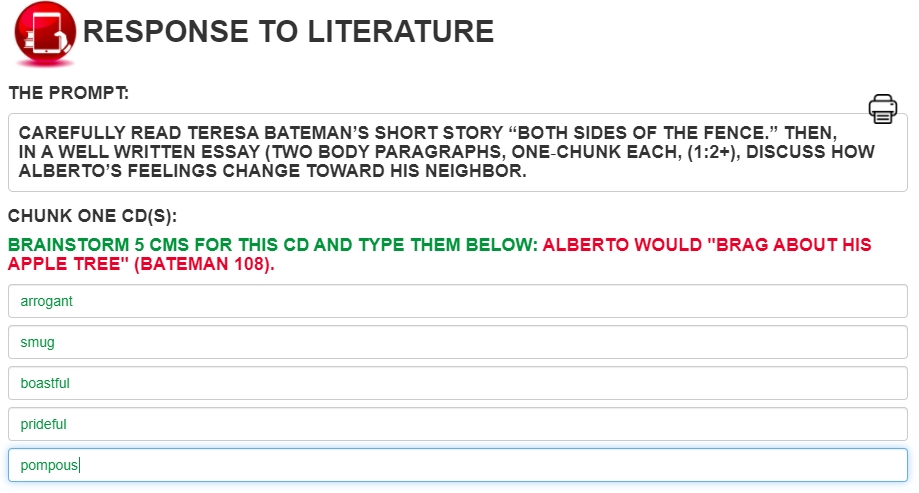 RESPONSE TO LITERATURE
THE PROMPT:
CAREFULLY READ TERESA BATEMAN’S SHORT STORY “BOTH SIDES OF THE FENCE.” THEN,
IN A WELL WRITTEN ESSAY (TWO BODY PARAGRAPHS, ONE-CHUNK EACH, (1:2+), DISCUSS HOW
ALBERTO’S FEELINGS CHANGE TOWARD HIS NEIGHBOR.
CHUNK ONE CD(S):
BRAINSTORM 5 CMS FOR THIS CD AND TYPE THEM BELOW: ALBERTO WOULD "BRAG ABOUT HIS
APPLE TREE" (BATEMAN 108).
arrogant
smug
boastful
prideful
pompous